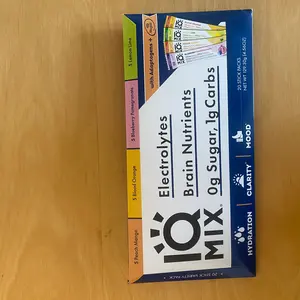 IQ
MIX
Electrolytes
Brain Nutrients
0g Sugar, 1g Carbs
with Adaptogens +
5 Peach Mango
5 Blood Orange
5 Blueberry Pomegranate
5 Lemon Lime
HYDRATION
CLARITY
MOOD
20 STICK VARIETY PACK
20 STICK PACKS